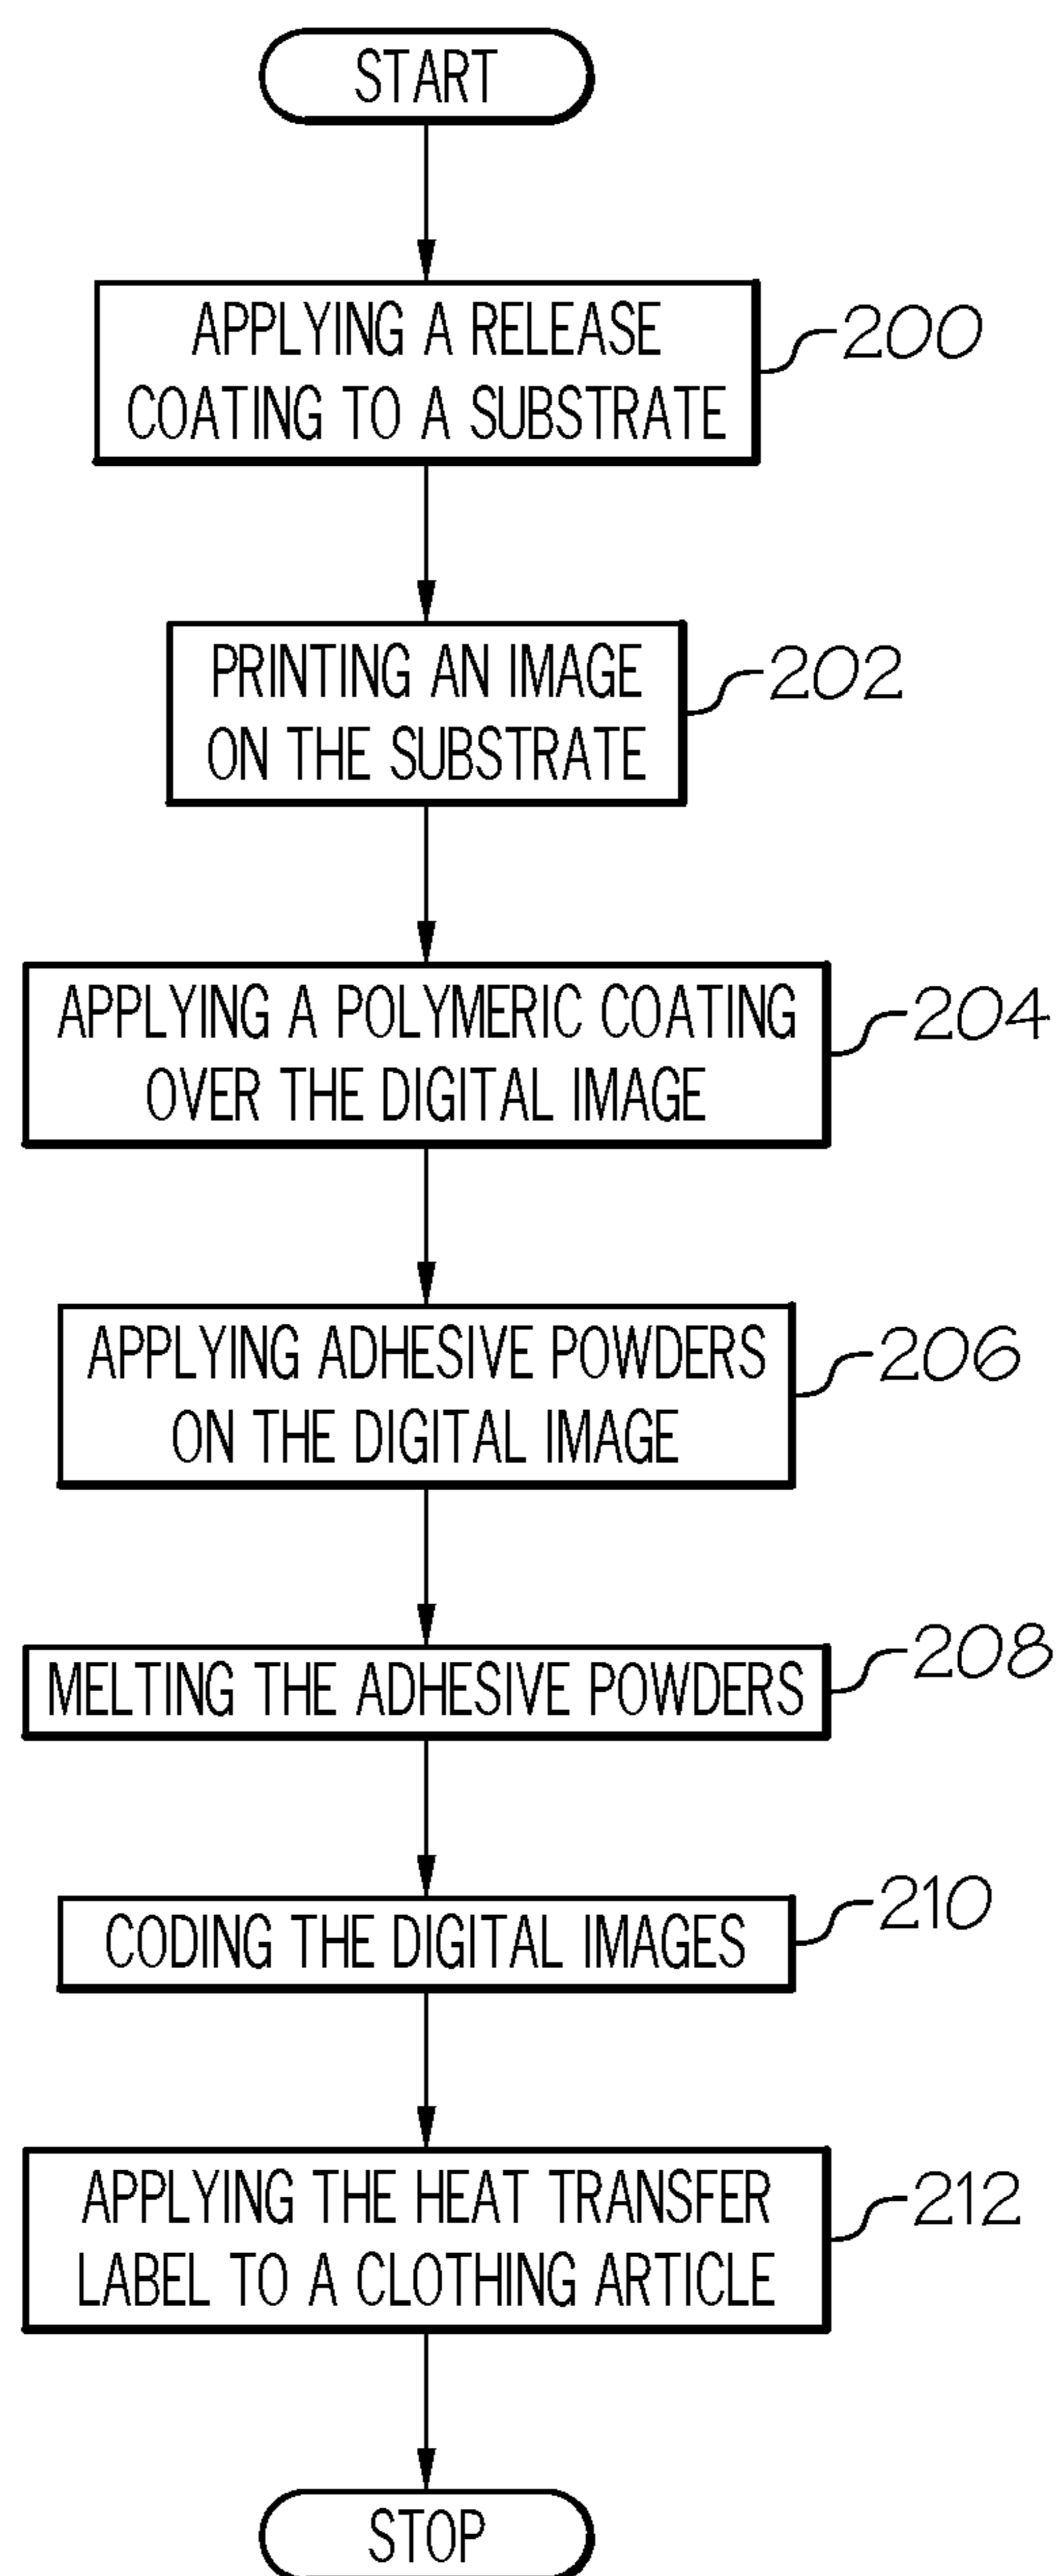 START
APPLYING A RELEASE
COATING TO A SUBSTRATE
200
PRINTING AN IMAGE
ON THE SUBSTRATE
202
APPLYING A POLYMERIC COATING
OVER THE DIGITAL IMAGE
204
APPLYING ADHESIVE POWDERS
ON THE DIGITAL IMAGE
206
MELTING THE ADHESIVE POWDERS
208
CODING THE DIGITAL IMAGES
210
APPLYING THE HEAT TRANSFER
LABEL TO A CLOTHING ARTICLE
212
STOP